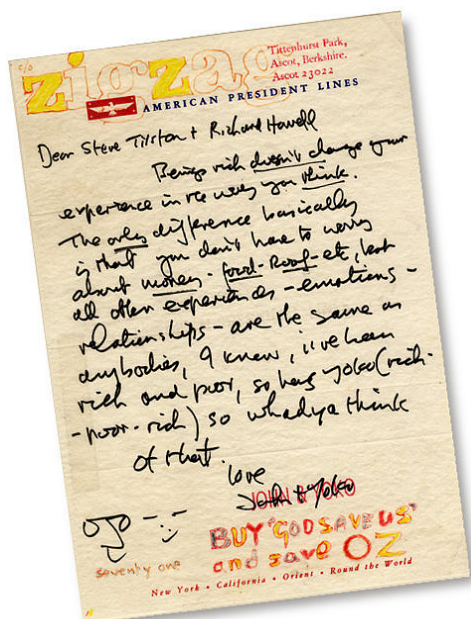 c/o
zigzag
Tittenhurst Park,
Ascot, Berkshire.
Ascot 23022
AMERICAN PRESIDENT LINES
Dear Steve Tilston + Richard Howell
Being rich doesn't change your
experience in the way you think.
The only difference basically
is that you don't have to worry
about money - food - Roof - etc, but
all other experiences - emotions -
relationships - are the same as
anybodies, I know, i've been
rich and poor, so has yoko (rich-
-poor-rich) so whadya think
of that.
love
John + Yoko
JOHN & YOKO
seventy one
BUY 'GOD SAVE US'
and save OZ
New York • California • Orient • Round the World